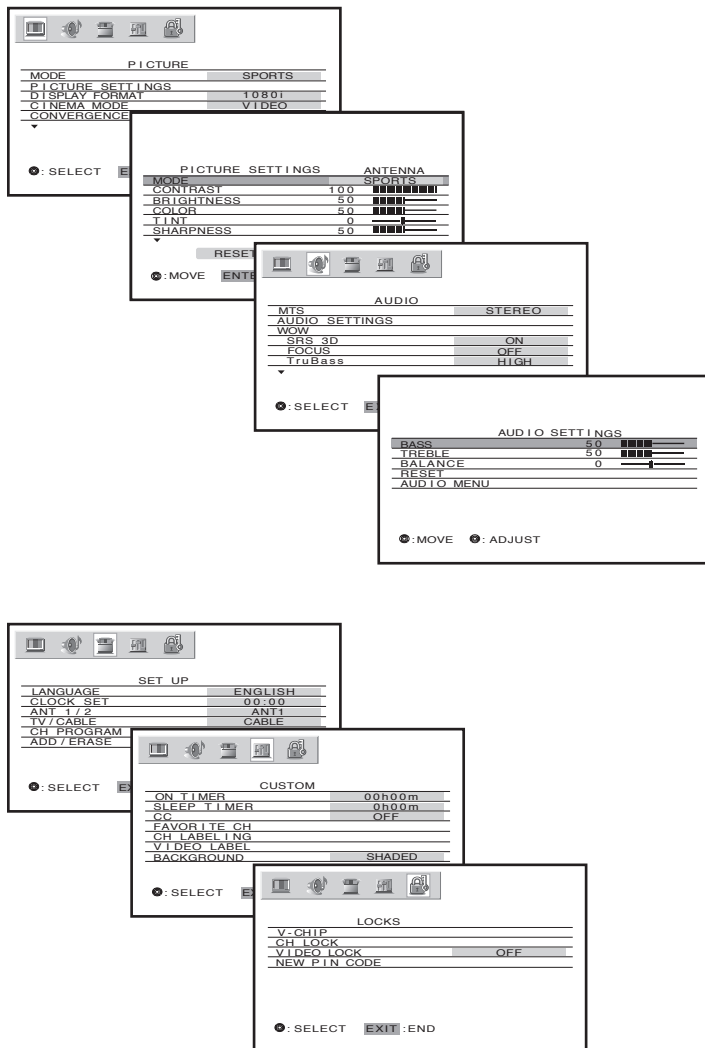 PICTURE
MODE SPORTS
PICTURE SETTINGS
DISPLAY FORMAT 1080i
CINEMA MODE VIDEO
CONVERGENCE
: SELECT
PICTURE SETTINGS ANTENNA
MODE SPORTS
CONTRAST 100
BRIGHTNESS 50
COLOR 50
TINT 0
SHARPNESS 50
RESET
:MOVE ENTE
AUDIO
MTS STEREO
AUDIO SETTINGS
WOW
SRS 3D ON
FOCUS OFF
TruBass HIGH
:SELECT
AUDIO SETTINGS
BASS 50
TREBLE 50
BALANCE 0
RESET
AUDIO MENU
:MOVE : ADJUST
SET UP
LANGUAGE ENGLISH
CLOCK SET 00:00
ANT 1/2 ANT1
TV/CABLE CABLE
CH PROGRAM
ADD/ERASE
: SELECT
CUSTOM
ON TIMER 00h00m
SLEEP TIMER 0h00m
CC OFF
FAVORITE CH
CH LABELING
VIDEO LABEL
BACKGROUND SHADED
: SELECT
LOCKS
V-CHIP
CH LOCK
VIDEO LOCK OFF
NEW PIN CODE
: SELECT EXIT :END